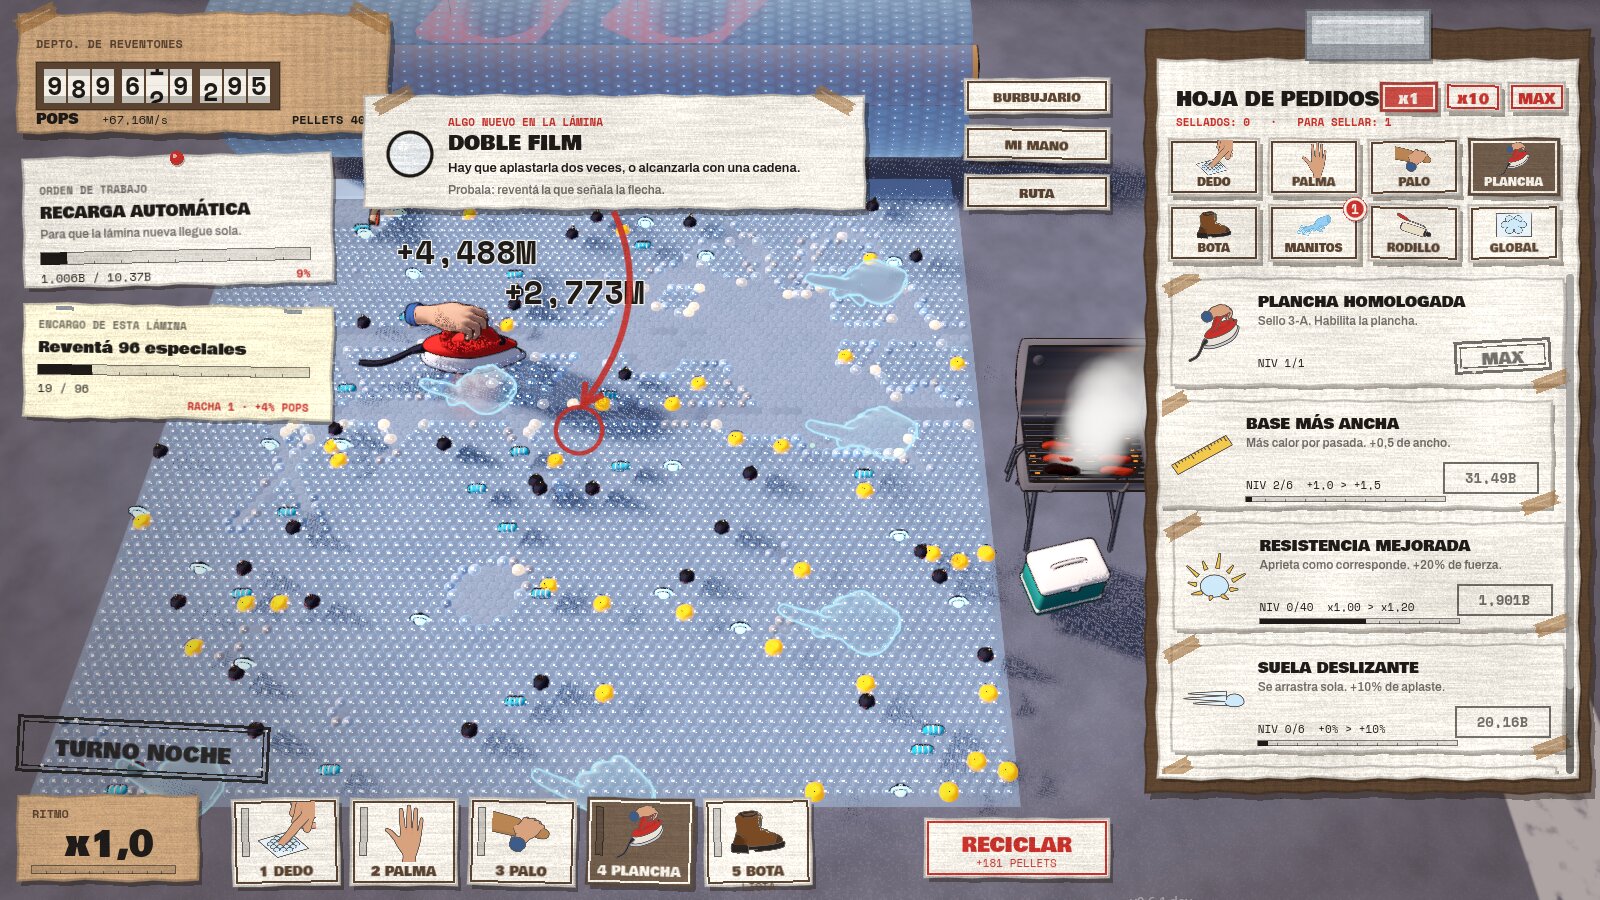 DEPTO. DE REVENTONES
POPS +67,16M/s PELLETS 40
ORDEN DE TRABAJO
RECARGA AUTOMÁTICA
Para que la lámina nueva llegue sola.
1,006B / 10,37B 9%
ENCARGO DE ESTA LÁMINA
Reventá 96 especiales
19 / 96
RACHA 1 · +4% POPS
ALGO NUEVO EN LA LÁMINA
DOBLE FILM
Hay que aplastarla dos veces, o alcanzarla con una cadena.
Probala: reventá la que señala la flecha.
+4,488M
+2,773M
BURBUJARIO
MI MANO
RUTA
HOJA DE PEDIDOS x1 x10 MAX
SELLADOS: 0 · PARA SELLAR: 1
DEDO PALMA PALO PLANCHA
1
BOTA MANITOS RODILLO GLOBAL
PLANCHA HOMOLOGADA
Sello 3-A. Habilita la plancha.
NIV 1/1 MAX
BASE MÁS ANCHA
Más calor por pasada. +0,5 de ancho.
NIV 2/6 +1,0 > +1,5 31,49B
RESISTENCIA MEJORADA
Aprieta como corresponde. +20% de fuerza.
NIV 0/40 x1,00 > x1,20 1,901B
SUELA DESLIZANTE
Se arrastra sola. +10% de aplaste.
NIV 0/6 +0% > +10% 20,16B
TURNO NOCHE
RITMO
x1,0
1 DEDO 2 PALMA 3 PALO 4 PLANCHA 5 BOTA
RECICLAR
+181 PELLETS